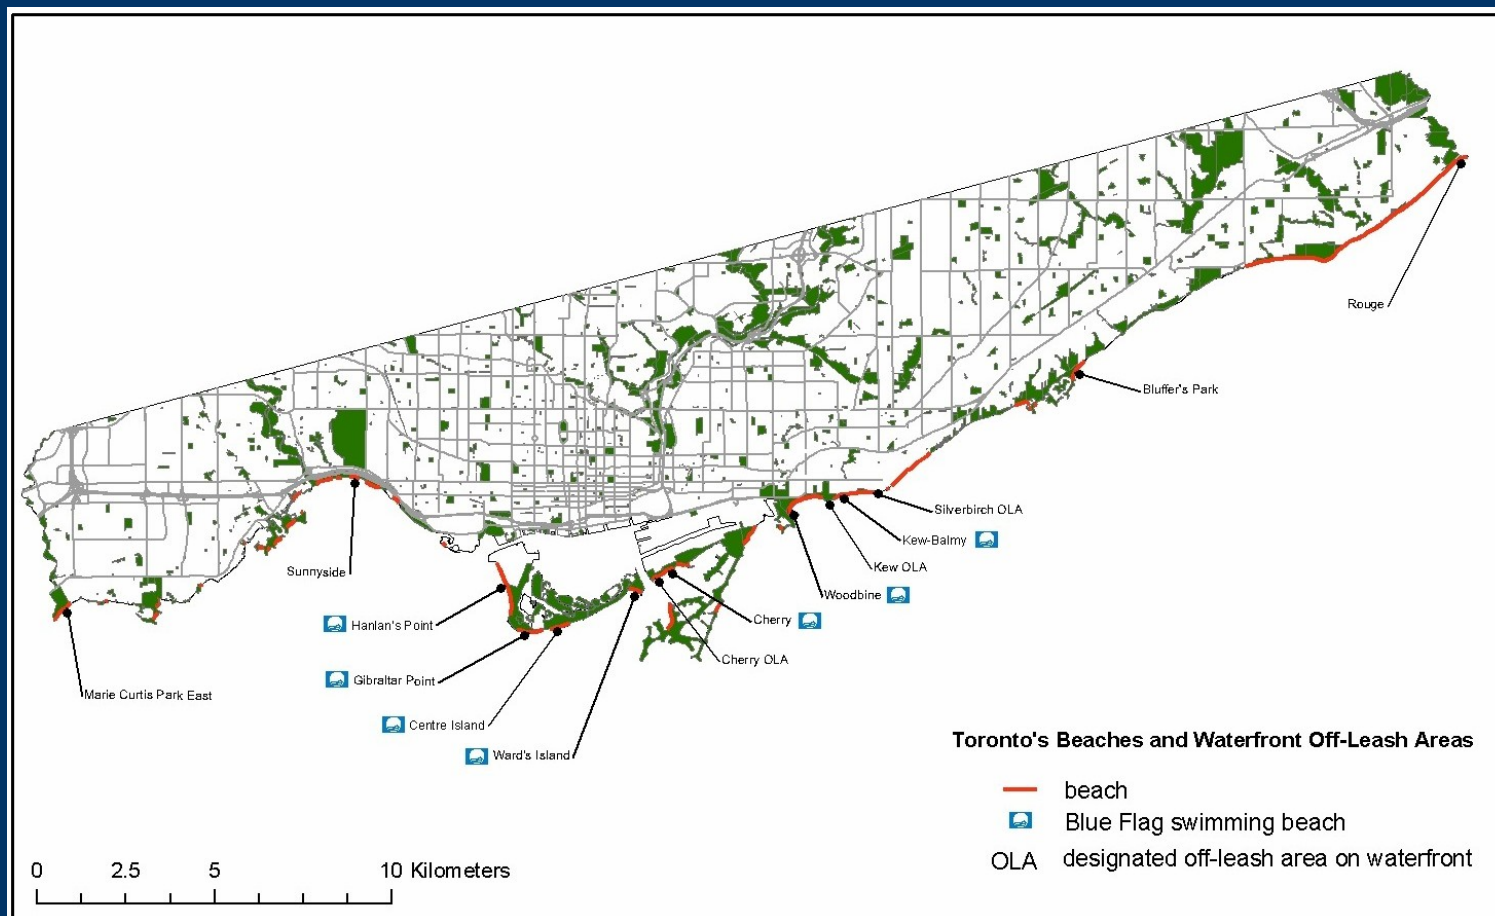 Rouge
Bluffer's Park
Silverbirch OLA
Kew-Balmy
Kew OLA
Sunnyside
Woodbine
Hanlan's Point
Cherry
Cherry OLA
Gibraltar Point
Marie Curtis Park East
Centre Island
Ward's Island
Toronto's Beaches and Waterfront Off-Leash Areas
beach
Blue Flag swimming beach
OLA designated off-leash area on waterfront
0 2.5 5 10 Kilometers